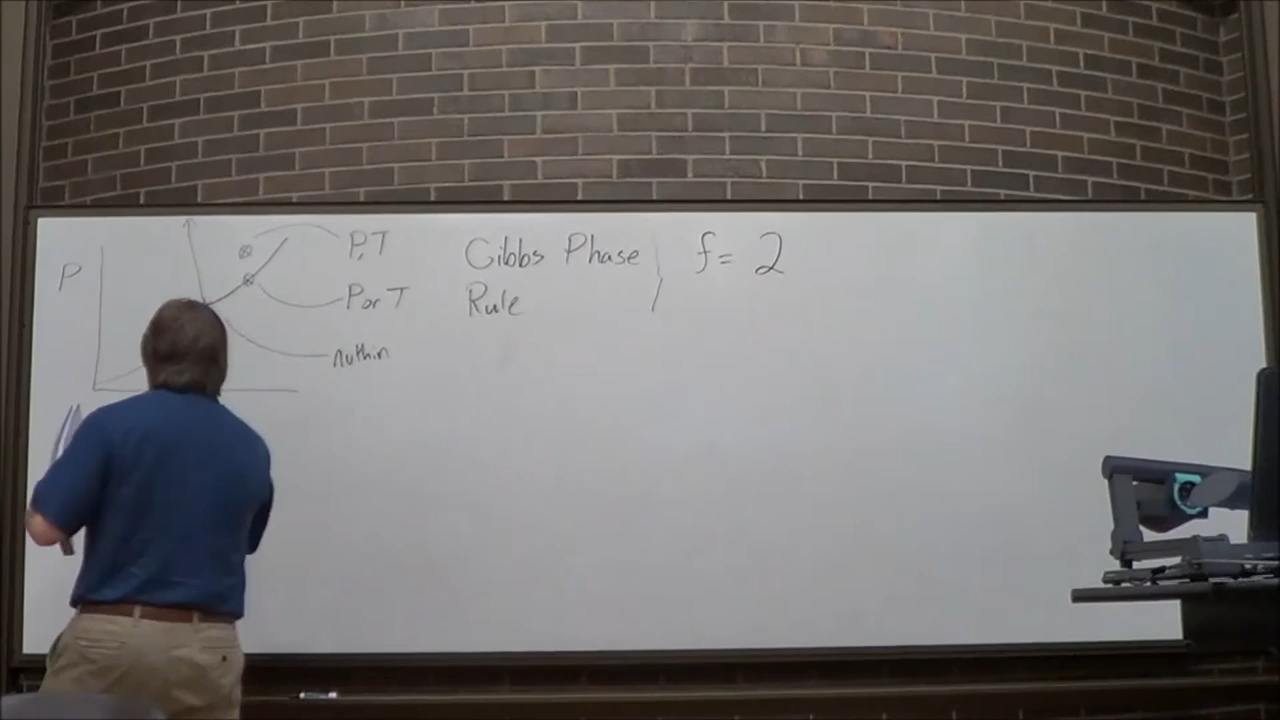 P
P,T
P or T
nuthin
Gibbs Phase
Rule
f = 2